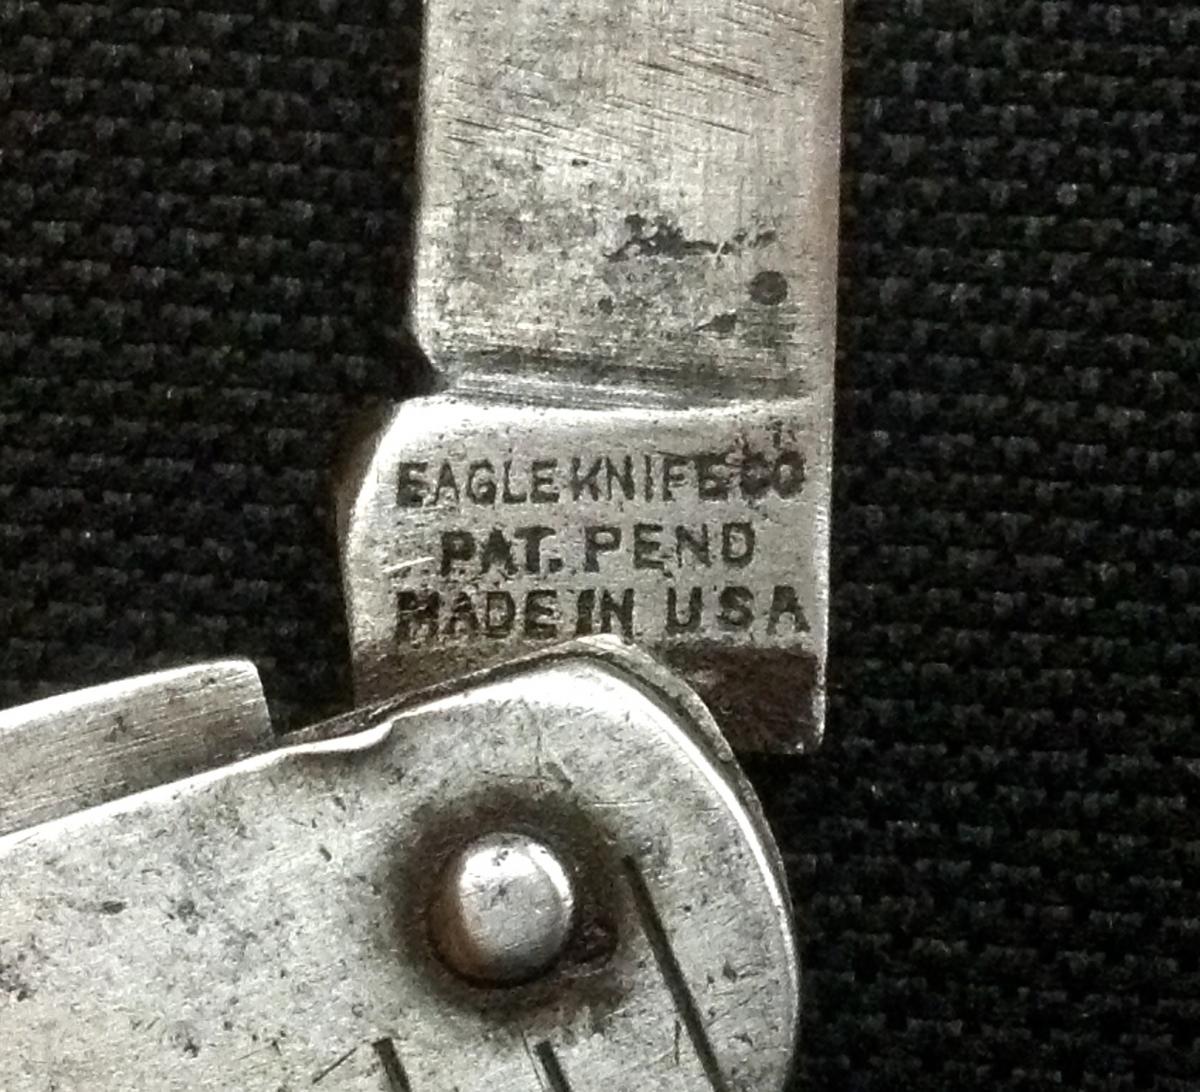 EAGLE KNIFE CO
PAT. PEND
MADE IN USA